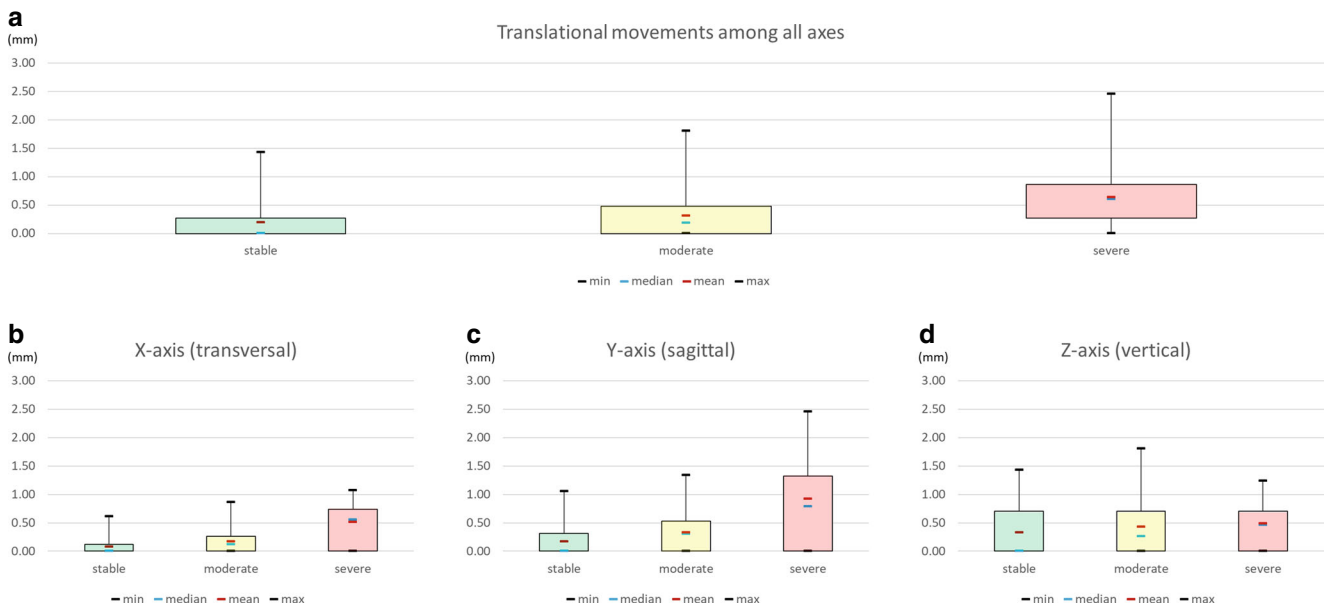 a
(mm)
Translational movements among all axes
3.00
2.50
2.00
1.50
1.00
0.50
0.00
stable moderate severe
min median mean max
b
(mm)
X-axis (transversal)
3.00
2.50
2.00
1.50
1.00
0.50
0.00
stable moderate severe
min median mean max
c
(mm)
Y-axis (sagittal)
3.00
2.50
2.00
1.50
1.00
0.50
0.00
stable moderate severe
min median mean max
d
(mm)
Z-axis (vertical)
3.00
2.50
2.00
1.50
1.00
0.50
0.00
stable moderate severe
min median mean max